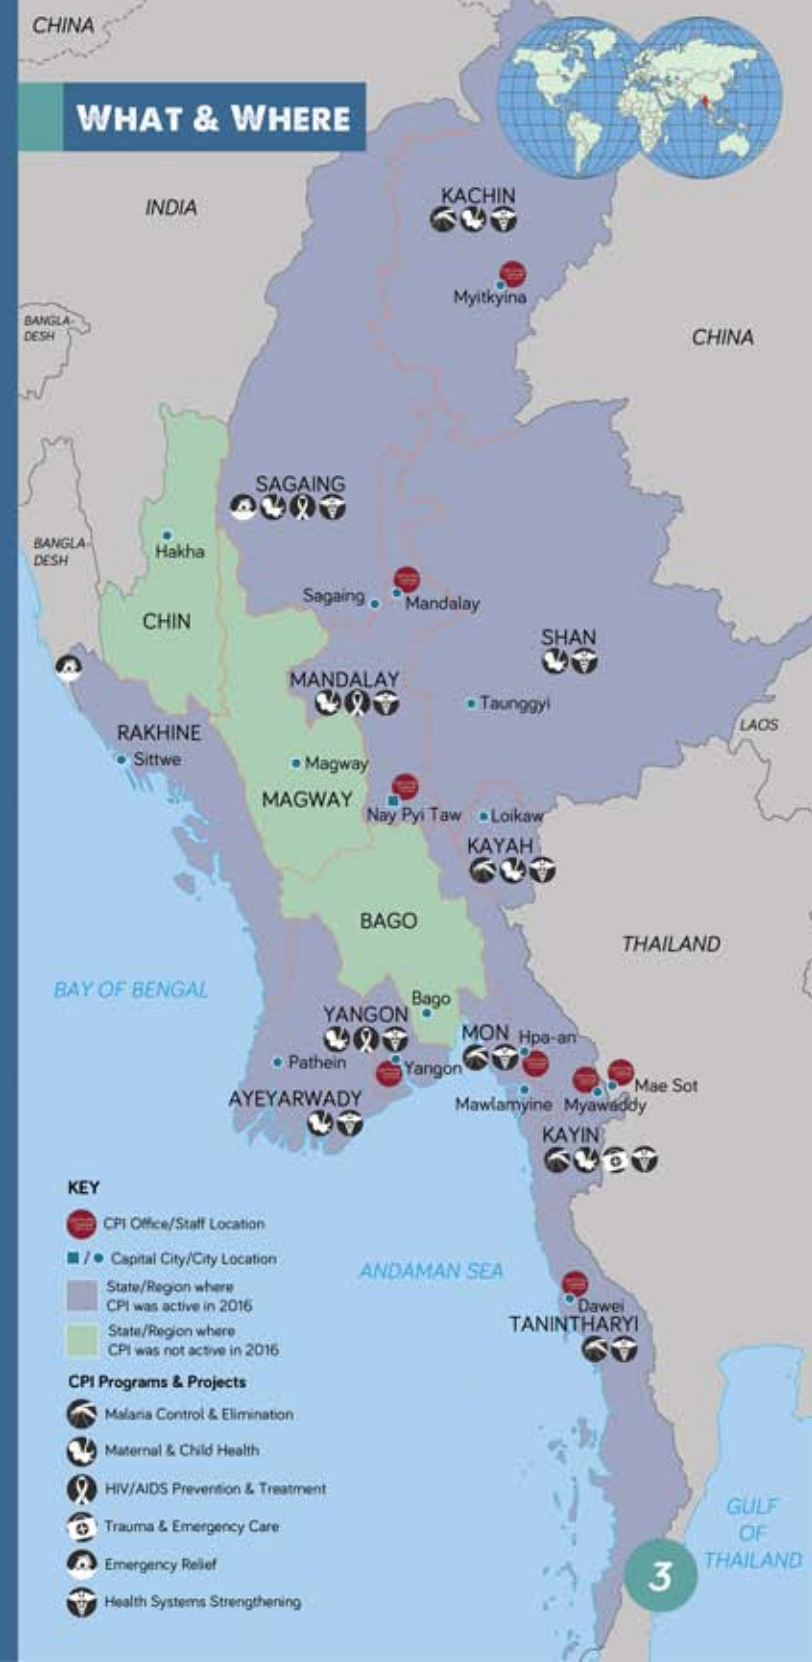 CHINA
WHAT & WHERE
INDIA
KACHIN
Myitkyina
BANGLA-
DESH
CHINA
SAGAING
BANGLA-
DESH
Hakha
Sagaing
Mandalay
CHIN
SHAN
MANDALAY
Taunggyi
RAKHINE
LAOS
Sittwe
Magway
MAGWAY
Nay Pyi Taw
Loikaw
KAYAH
BAGO
THAILAND
BAY OF BENGAL
Bago
YANGON
MON
Hpa-an
Pathein
Yangon
Mae Sot
AYEYARWADY
Mawlamyine
Myawaddy
KAYIN
KEY
CPI Office/Staff Location
/ Capital City/City Location
State/Region where
CPI was active in 2016
State/Region where
CPI was not active in 2016
ANDAMAN SEA
Dawei
TANINTHARYI
CPI Programs & Projects
Malaria Control & Elimination
Maternal & Child Health
HIV/AIDS Prevention & Treatment
Trauma & Emergency Care
Emergency Relief
Health Systems Strengthening
GULF
OF
THAILAND
3